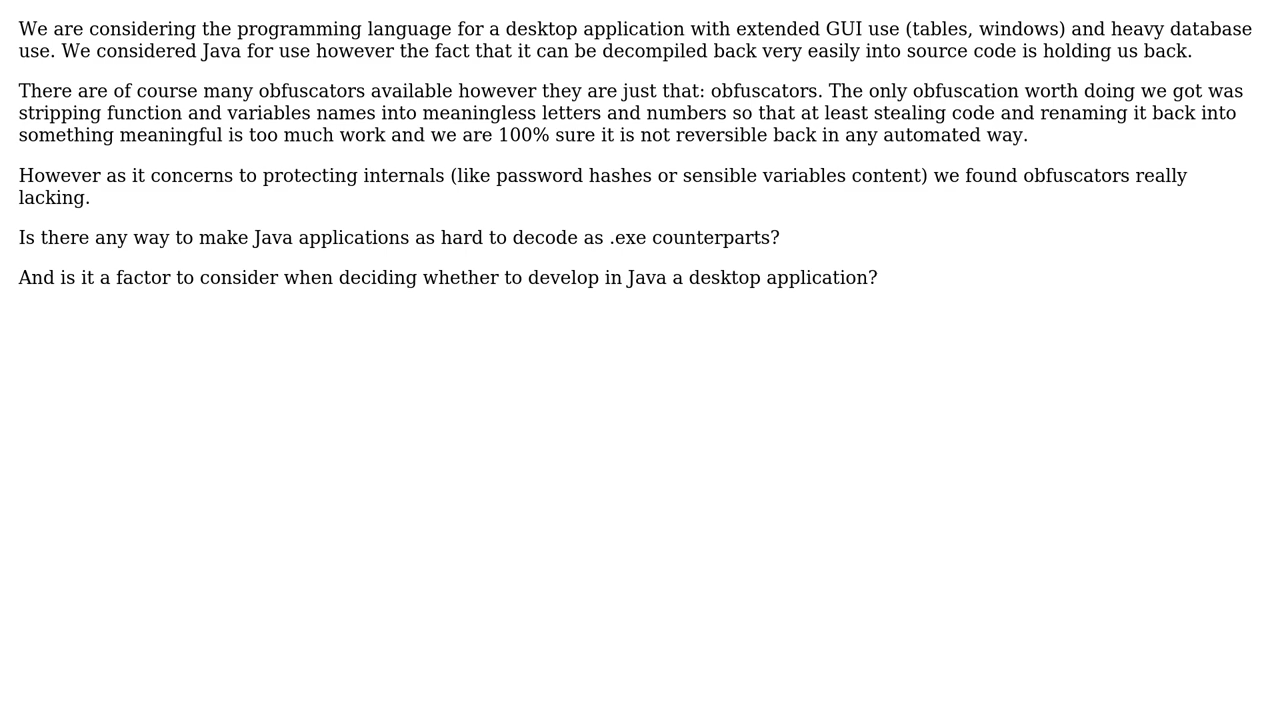 We are considering the programming language for a desktop application with extended GUI use (tables, windows) and heavy database
use. We considered Java for use however the fact that it can be decompiled back very easily into source code is holding us back.
There are of course many obfuscators available however they are just that: obfuscators. The only obfuscation worth doing we got was
stripping function and variables names into meaningless letters and numbers so that at least stealing code and renaming it back into
something meaningful is too much work and we are 100% sure it is not reversible back in any automated way.
However as it concerns to protecting internals (like password hashes or sensible variables content) we found obfuscators really
lacking.
Is there any way to make Java applications as hard to decode as .exe counterparts?
And is it a factor to consider when deciding whether to develop in Java a desktop application?